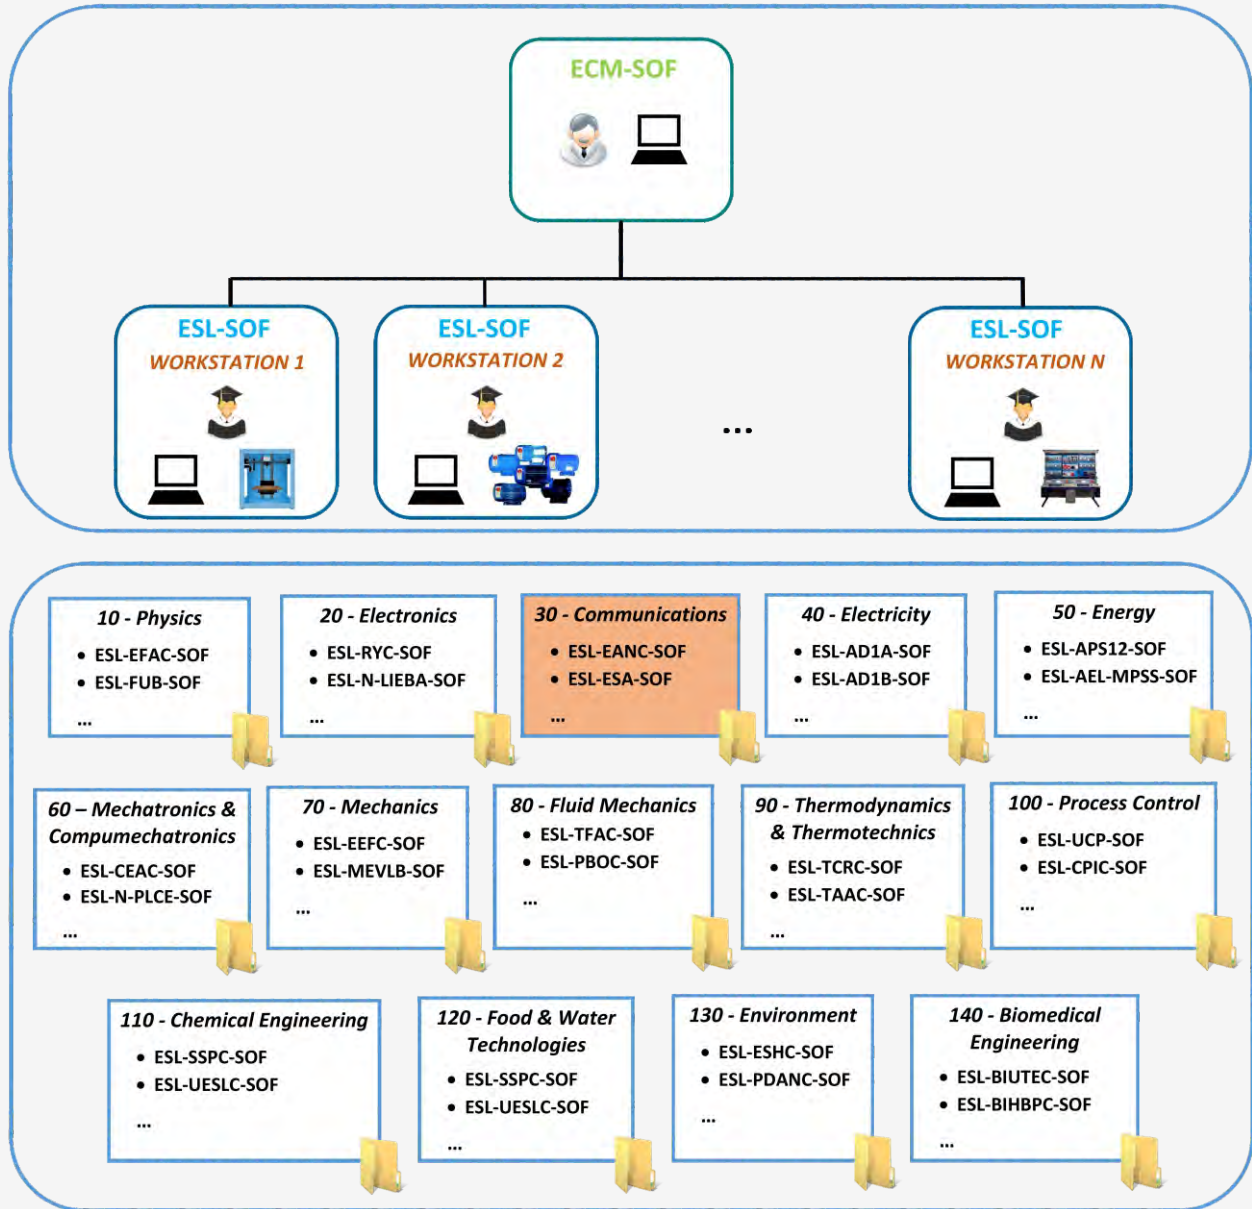 ECM-SOF
ESL-SOF
WORKSTATION 1
ESL-SOF
WORKSTATION 2
...
ESL-SOF
WORKSTATION N
10 - Physics
• ESL-EFAC-SOF
• ESL-FUB-SOF
...
20 - Electronics
• ESL-RYC-SOF
• ESL-N-LIEBA-SOF
...
30 - Communications
• ESL-EANC-SOF
• ESL-ESA-SOF
...
40 - Electricity
• ESL-AD1A-SOF
• ESL-AD1B-SOF
...
50 - Energy
• ESL-APS12-SOF
• ESL-AEL-MPSS-SOF
...
60 – Mechatronics &
Compumechatronics
• ESL-CEAC-SOF
• ESL-N-PLCE-SOF
...
70 - Mechanics
• ESL-EEFC-SOF
• ESL-MEVLB-SOF
...
80 - Fluid Mechanics
• ESL-TFAC-SOF
• ESL-PBOC-SOF
...
90 - Thermodynamics
& Thermotechnics
• ESL-TCRC-SOF
• ESL-TAAC-SOF
...
100 - Process Control
• ESL-UCP-SOF
• ESL-CPIC-SOF
...
110 - Chemical Engineering
• ESL-SSPC-SOF
• ESL-UESLC-SOF
...
120 - Food & Water
Technologies
• ESL-SSPC-SOF
• ESL-UESLC-SOF
...
130 - Environment
• ESL-ESHC-SOF
• ESL-PDANC-SOF
...
140 - Biomedical
Engineering
• ESL-BIUTEC-SOF
• ESL-BIHBPC-SOF
...